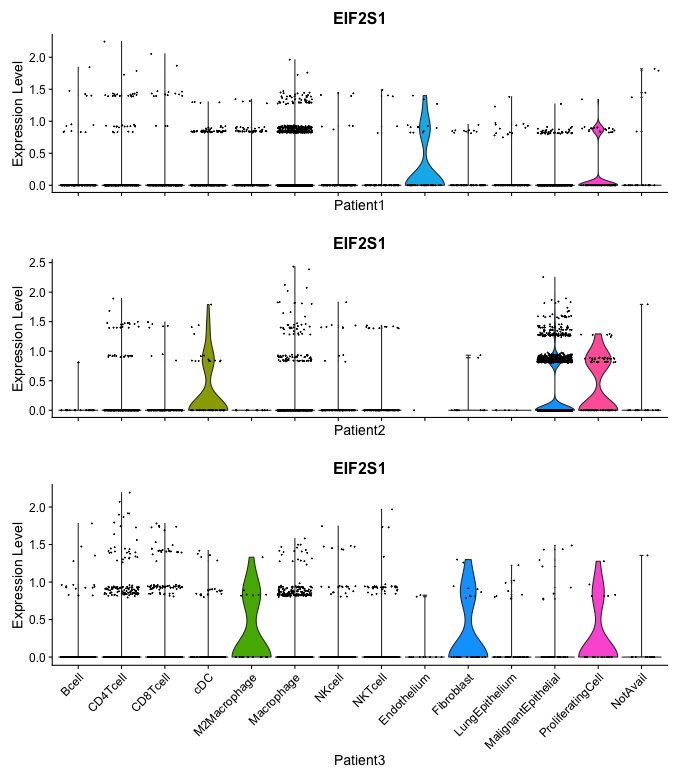 EIF2S1
Expression Level
2.0
1.5
1.0
0.5
0.0
Patient1
EIF2S1
Expression Level
2.5
2.0
1.5
1.0
0.5
0.0
Patient2
EIF2S1
Expression Level
2.0
1.5
1.0
0.5
0.0
Bcell
CD4Tcell
CD8Tcell
cDC
M2Macrophage
Macrophage
NKcell
NKTcell
Endothelium
Fibroblast
LungEpithelium
MalignantEpithelial
ProliferatingCell
NotAvail
Patient3